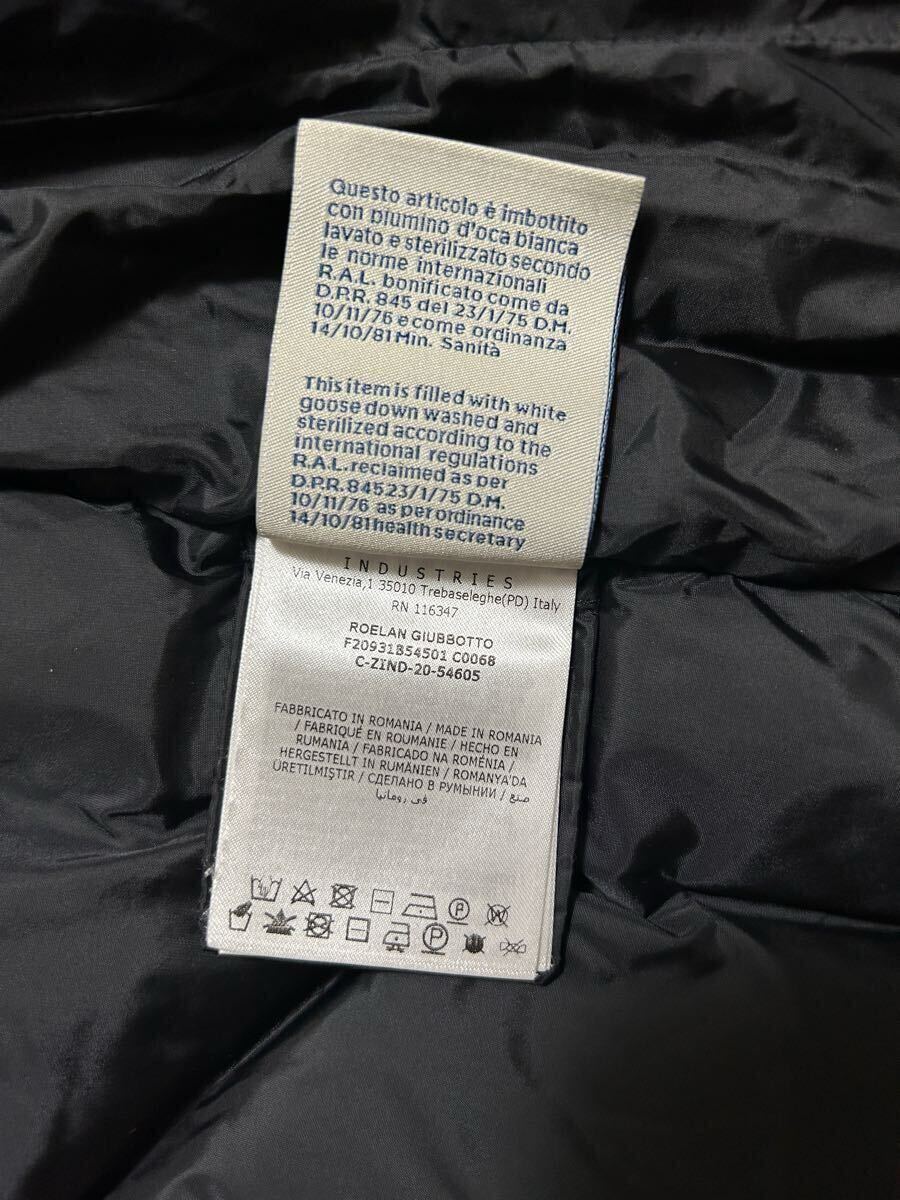 Questo articolo è imbottito
con piumino d'oca bianca
lavato e sterilizzato secondo
le norme internazionali
R.A.L. bonificato come da
D.P.R. 845 del 23/1/75 D.M.
10/11/76 e come ordinanza
14/10/81 Min. Sanità
This item is filled with white
goose down washed and
sterilized according to the
international regulations
R.A.L. reclaimed as per
D.P.R. 845 23/1/75 D.M.
10/11/76 as per ordinance
14/10/81 health secretary
INDUSTRIES
Via Venezia,1 35010 Trebaseleghe(PD) Italy
RN 116347
ROELAN GIUBBOTTO
F20931B54501 C0068
C-ZIND-20-54605
FABBRICATO IN ROMANIA / MADE IN ROMANIA
/ FABRIQUÉ EN ROUMANIE / HECHO EN
RUMANIA / FABRICADO NA ROMÉNIA /
HERGESTELLT IN RUMÄNIEN / ROMANYA'DA
ÜRETILMIŞTIR / СДЕЛАНО В РУМЫНИИ / صنع
في رومانيا
P W
P